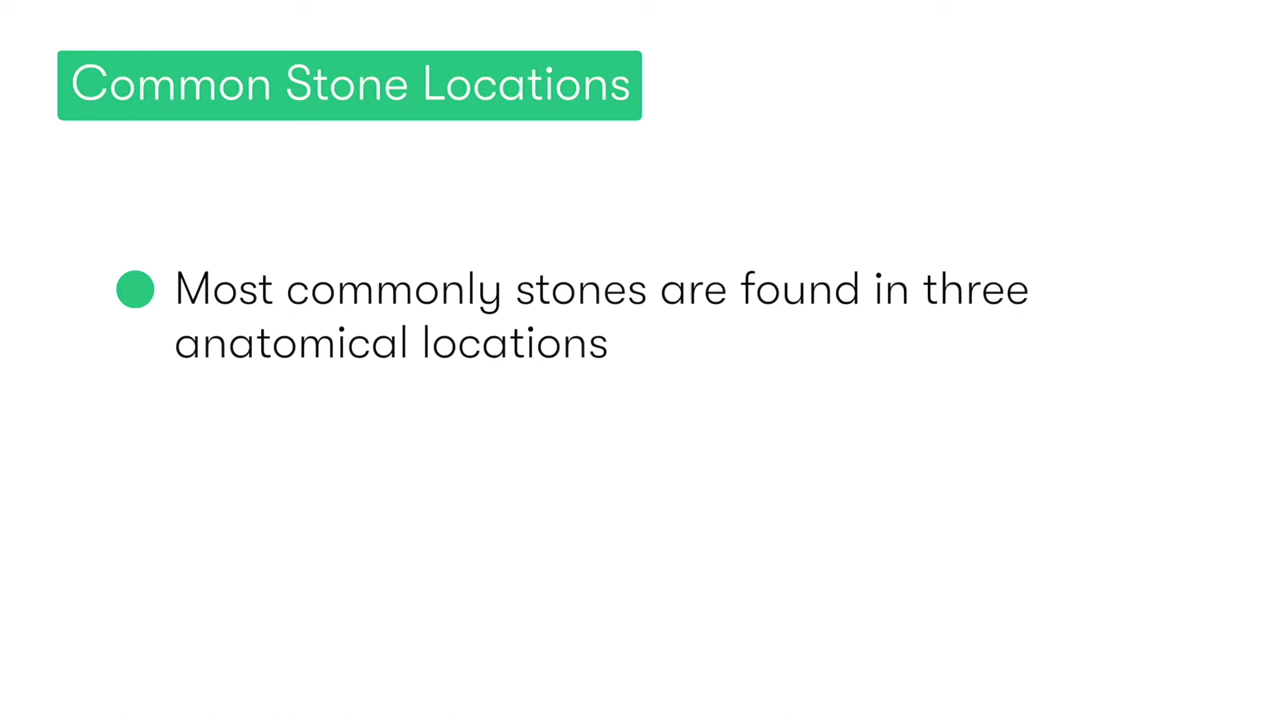 Common Stone Locations
Most commonly stones are found in three
anatomical locations